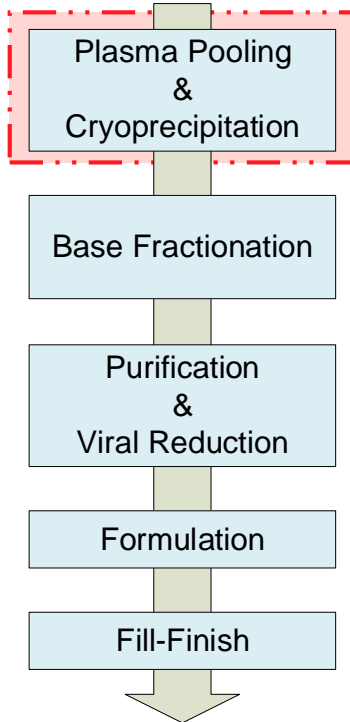 Plasma Pooling
&
Cryoprecipitation
Base Fractionation
Purification
&
Viral Reduction
Formulation
Fill-Finish